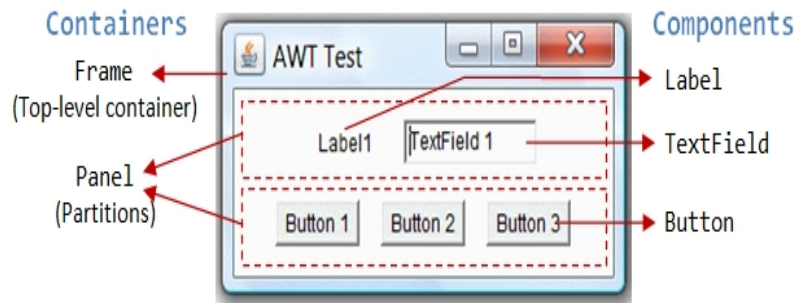 Containers
Components
Frame
(Top-level container)
AWT Test
Label
Label1
TextField 1
TextField
Panel
(Partitions)
Button 1
Button 2
Button 3
Button